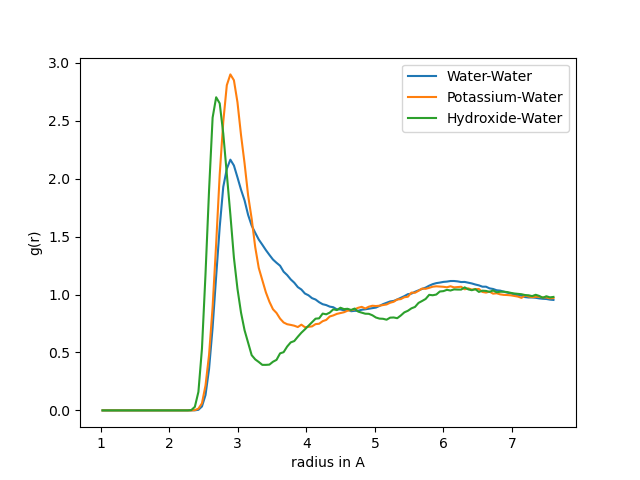 3.0
2.5
2.0
1.5
1.0
0.5
0.0
g(r)
Water-Water
Potassium-Water
Hydroxide-Water
1 2 3 4 5 6 7
radius in A